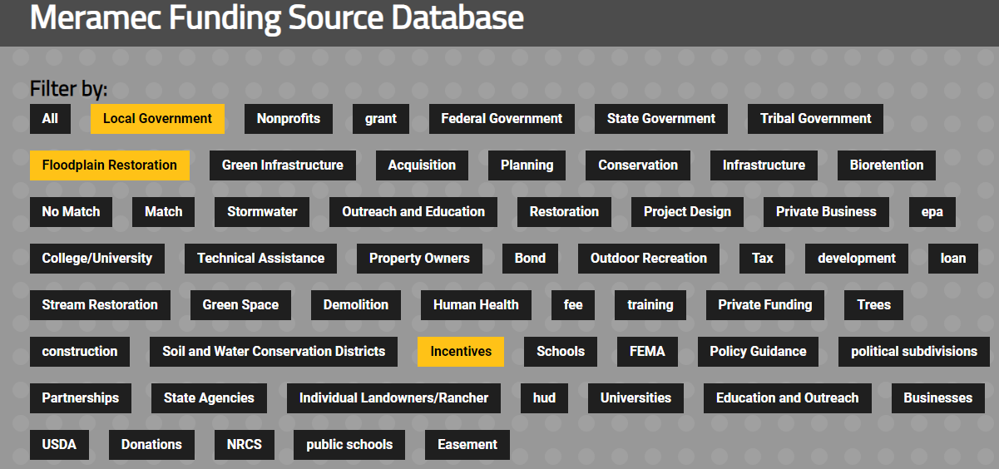 Meramec Funding Source Database
Filter by:
All Local Government Nonprofits grant Federal Government State Government Tribal Government
Floodplain Restoration Green Infrastructure Acquisition Planning Conservation Infrastructure Bioretention
No Match Match Stormwater Outreach and Education Restoration Project Design Private Business epa
College/University Technical Assistance Property Owners Bond Outdoor Recreation Tax development loan
Stream Restoration Green Space Demolition Human Health fee training Private Funding Trees
construction Soil and Water Conservation Districts Incentives Schools FEMA Policy Guidance political subdivisions
Partnerships State Agencies Individual Landowners/Rancher hud Universities Education and Outreach Businesses
USDA Donations NRCS public schools Easement